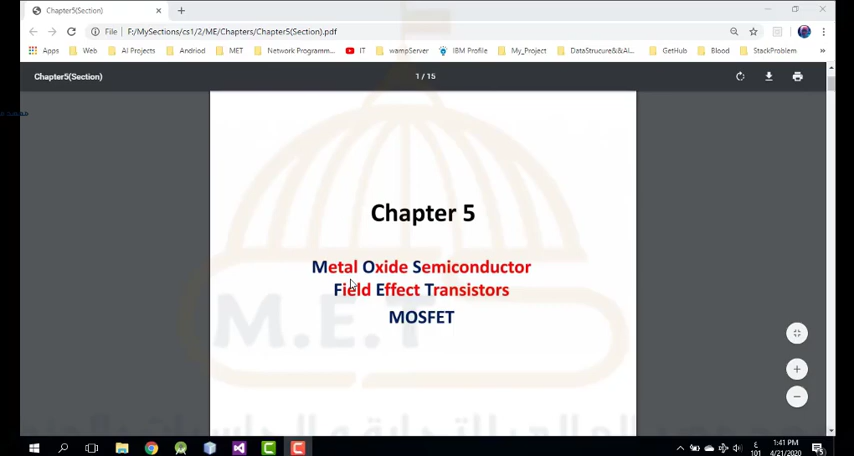 Chapter5(Section)
File
F:/MySections/cs1/2/ME/Chapters/Chapter5(Section).pdf
Apps
Web
AI Projects
Andriod
MET
Network Programm...
IT
wampServer
IBM Profile
My_Project
DataStrucure&&Al...
GetHub
Blood
StackProblem
Chapter5(Section)
1 / 15
Chapter 5
Metal Oxide Semiconductor
Field Effect Transistors
MOSFET
M.E.T
ع
1:41 PM
101
4/21/2020